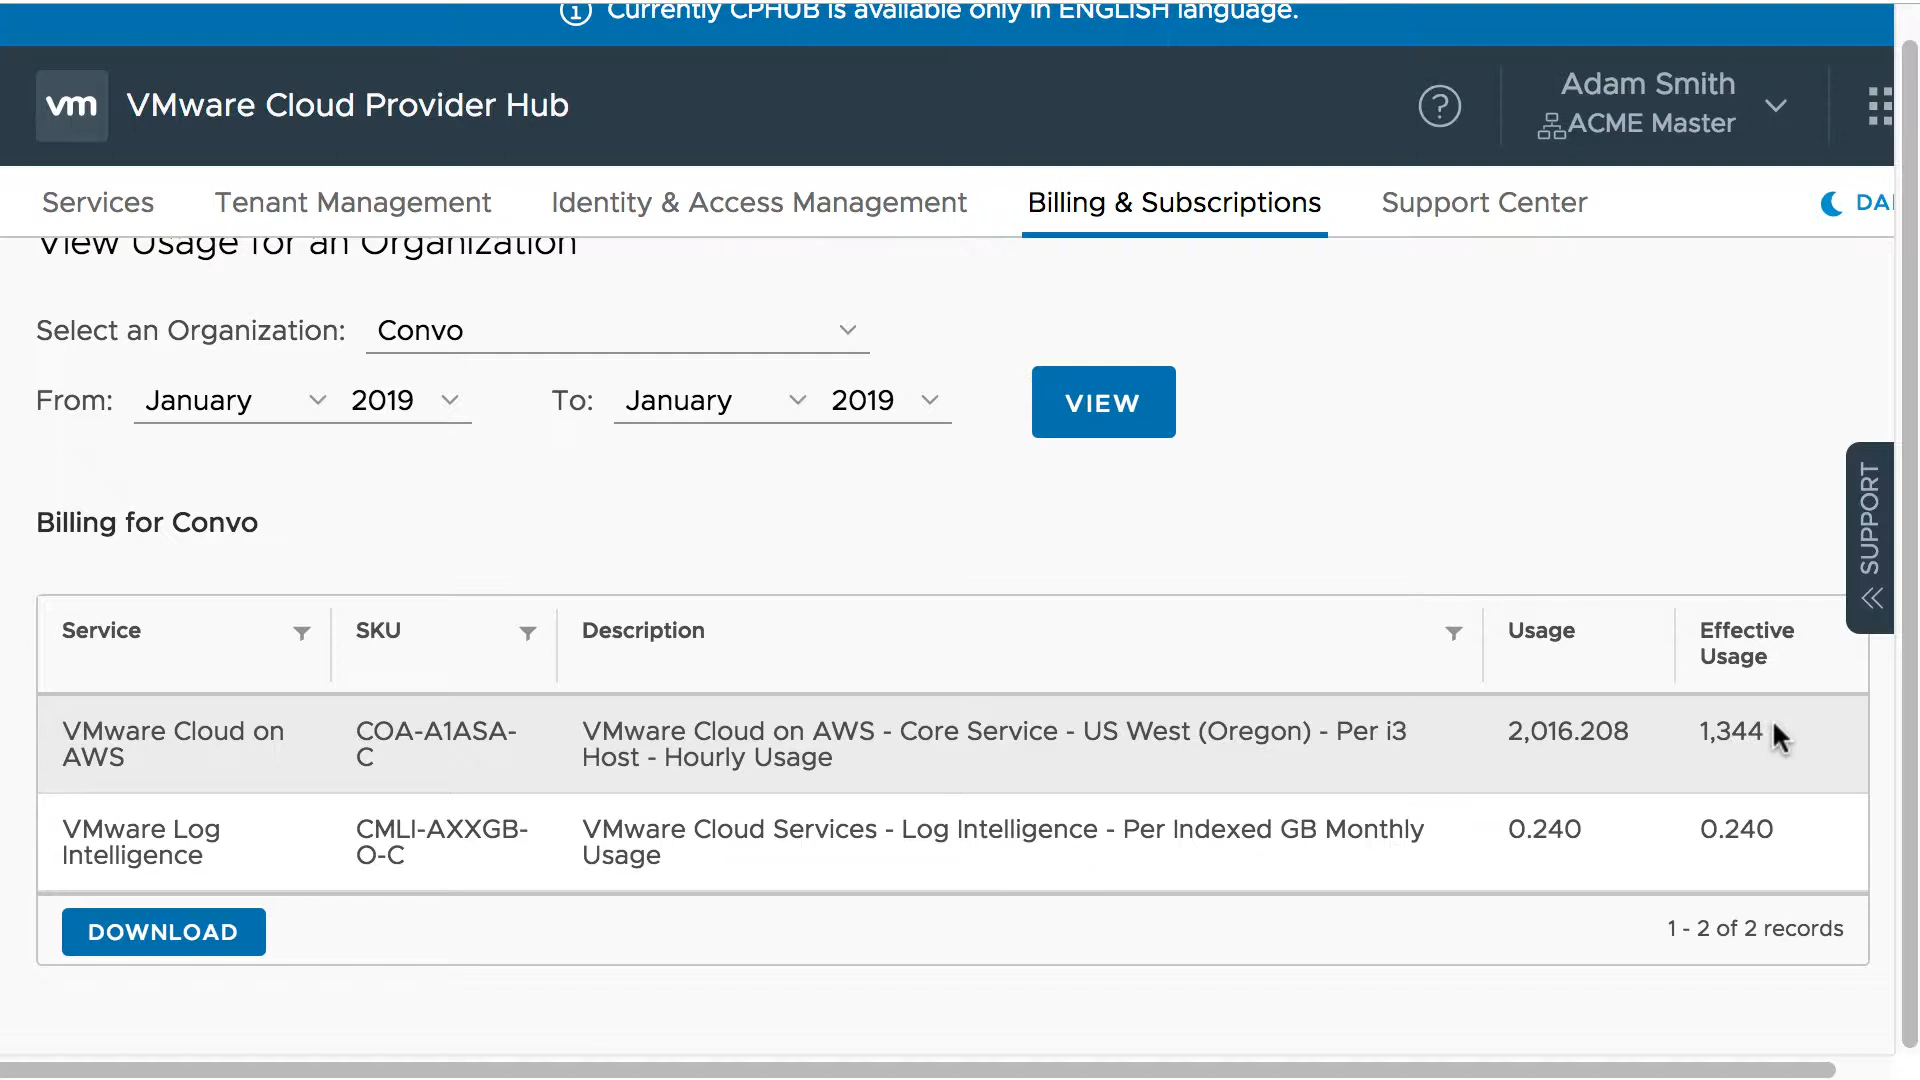 Currently CPHUB is available only in ENGLISH language.
vm VMware Cloud Provider Hub
?
Adam Smith
ACME Master
Services Tenant Management Identity & Access Management Billing & Subscriptions Support Center
View Usage for an Organization
Select an Organization: Convo
From: January 2019 To: January 2019 VIEW
SUPPORT
Billing for Convo
Service SKU Description Usage Effective
Usage
VMware Cloud on COA-A1ASA- VMware Cloud on AWS - Core Service - US West (Oregon) - Per i3 2,016.208 1,344
AWS C Host - Hourly Usage
VMware Log CMLI-AXXGB- VMware Cloud Services - Log Intelligence - Per Indexed GB Monthly 0.240 0.240
Intelligence O-C Usage
DOWNLOAD 1 - 2 of 2 records